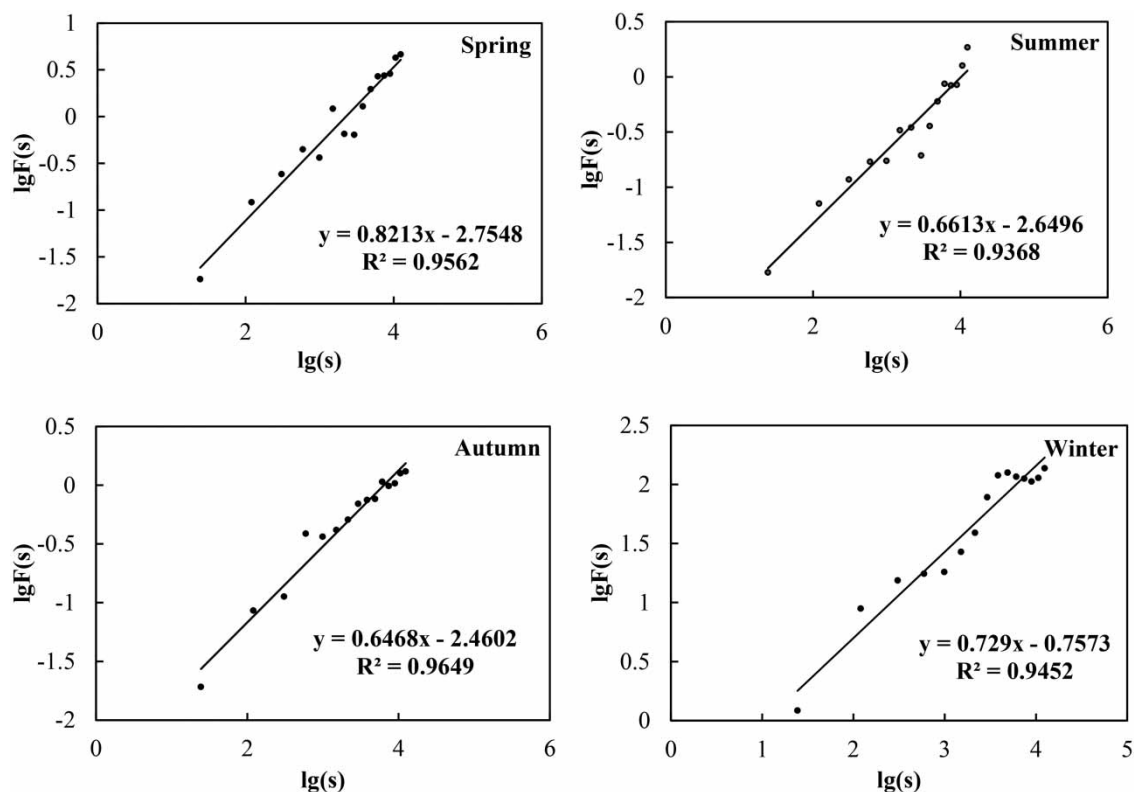 Spring
1
0.5
0
-0.5
-1
-1.5
-2
lgF(s)
y = 0.8213x - 2.7548
R² = 0.9562
0 2 4 6
lg(s)
Summer
0.5
0
-0.5
-1
-1.5
-2
lgF(s)
y = 0.6613x - 2.6496
R² = 0.9368
0 2 4 6
lg(s)
Autumn
0.5
0
-0.5
-1
-1.5
-2
lgF(s)
y = 0.6468x - 2.4602
R² = 0.9649
0 2 4 6
lg(s)
Winter
2.5
2
1.5
1
0.5
0
lgF(s)
y = 0.729x - 0.7573
R² = 0.9452
0 1 2 3 4 5
lg(s)